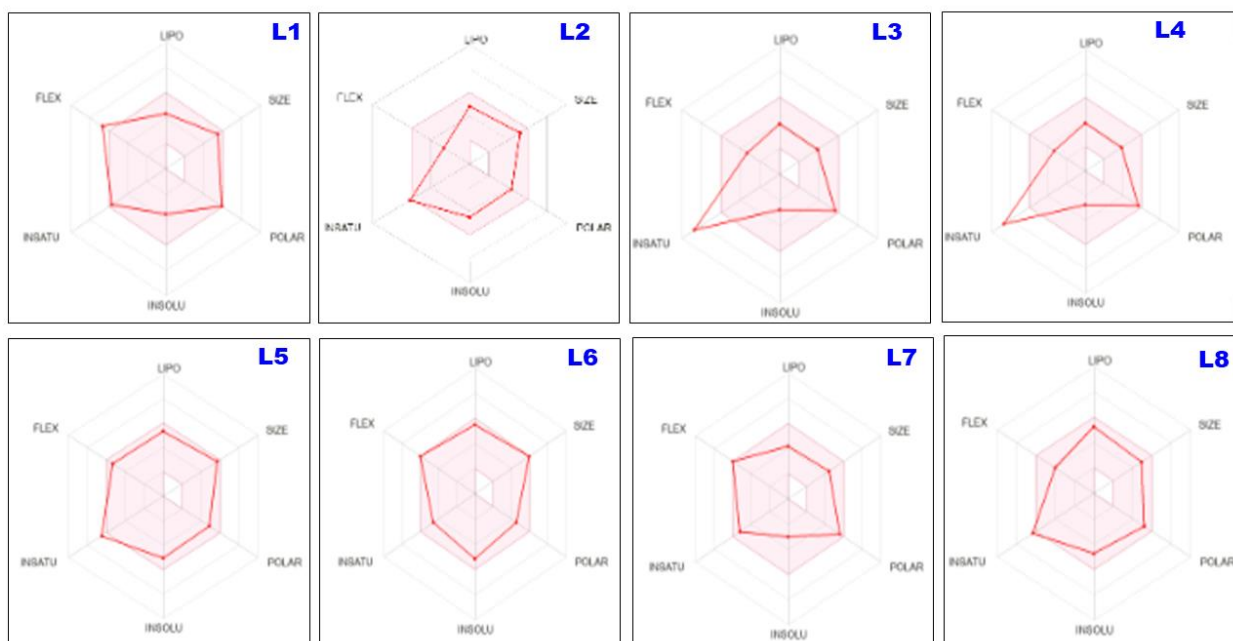 L1
LIPO
FLEX
SIZE
INSATU
POLAR
INSOLU
L2
LIPO
FLEX
SIZE
INSATU
POLAR
INSOLU
L3
LIPO
FLEX
SIZE
INSATU
POLAR
INSOLU
L4
LIPO
FLEX
SIZE
INSATU
POLAR
INSOLU
L5
LIPO
FLEX
SIZE
INSATU
POLAR
INSOLU
L6
LIPO
FLEX
SIZE
INSATU
POLAR
INSOLU
L7
LIPO
FLEX
SIZE
INSATU
POLAR
INSOLU
L8
LIPO
FLEX
SIZE
INSATU
POLAR
INSOLU